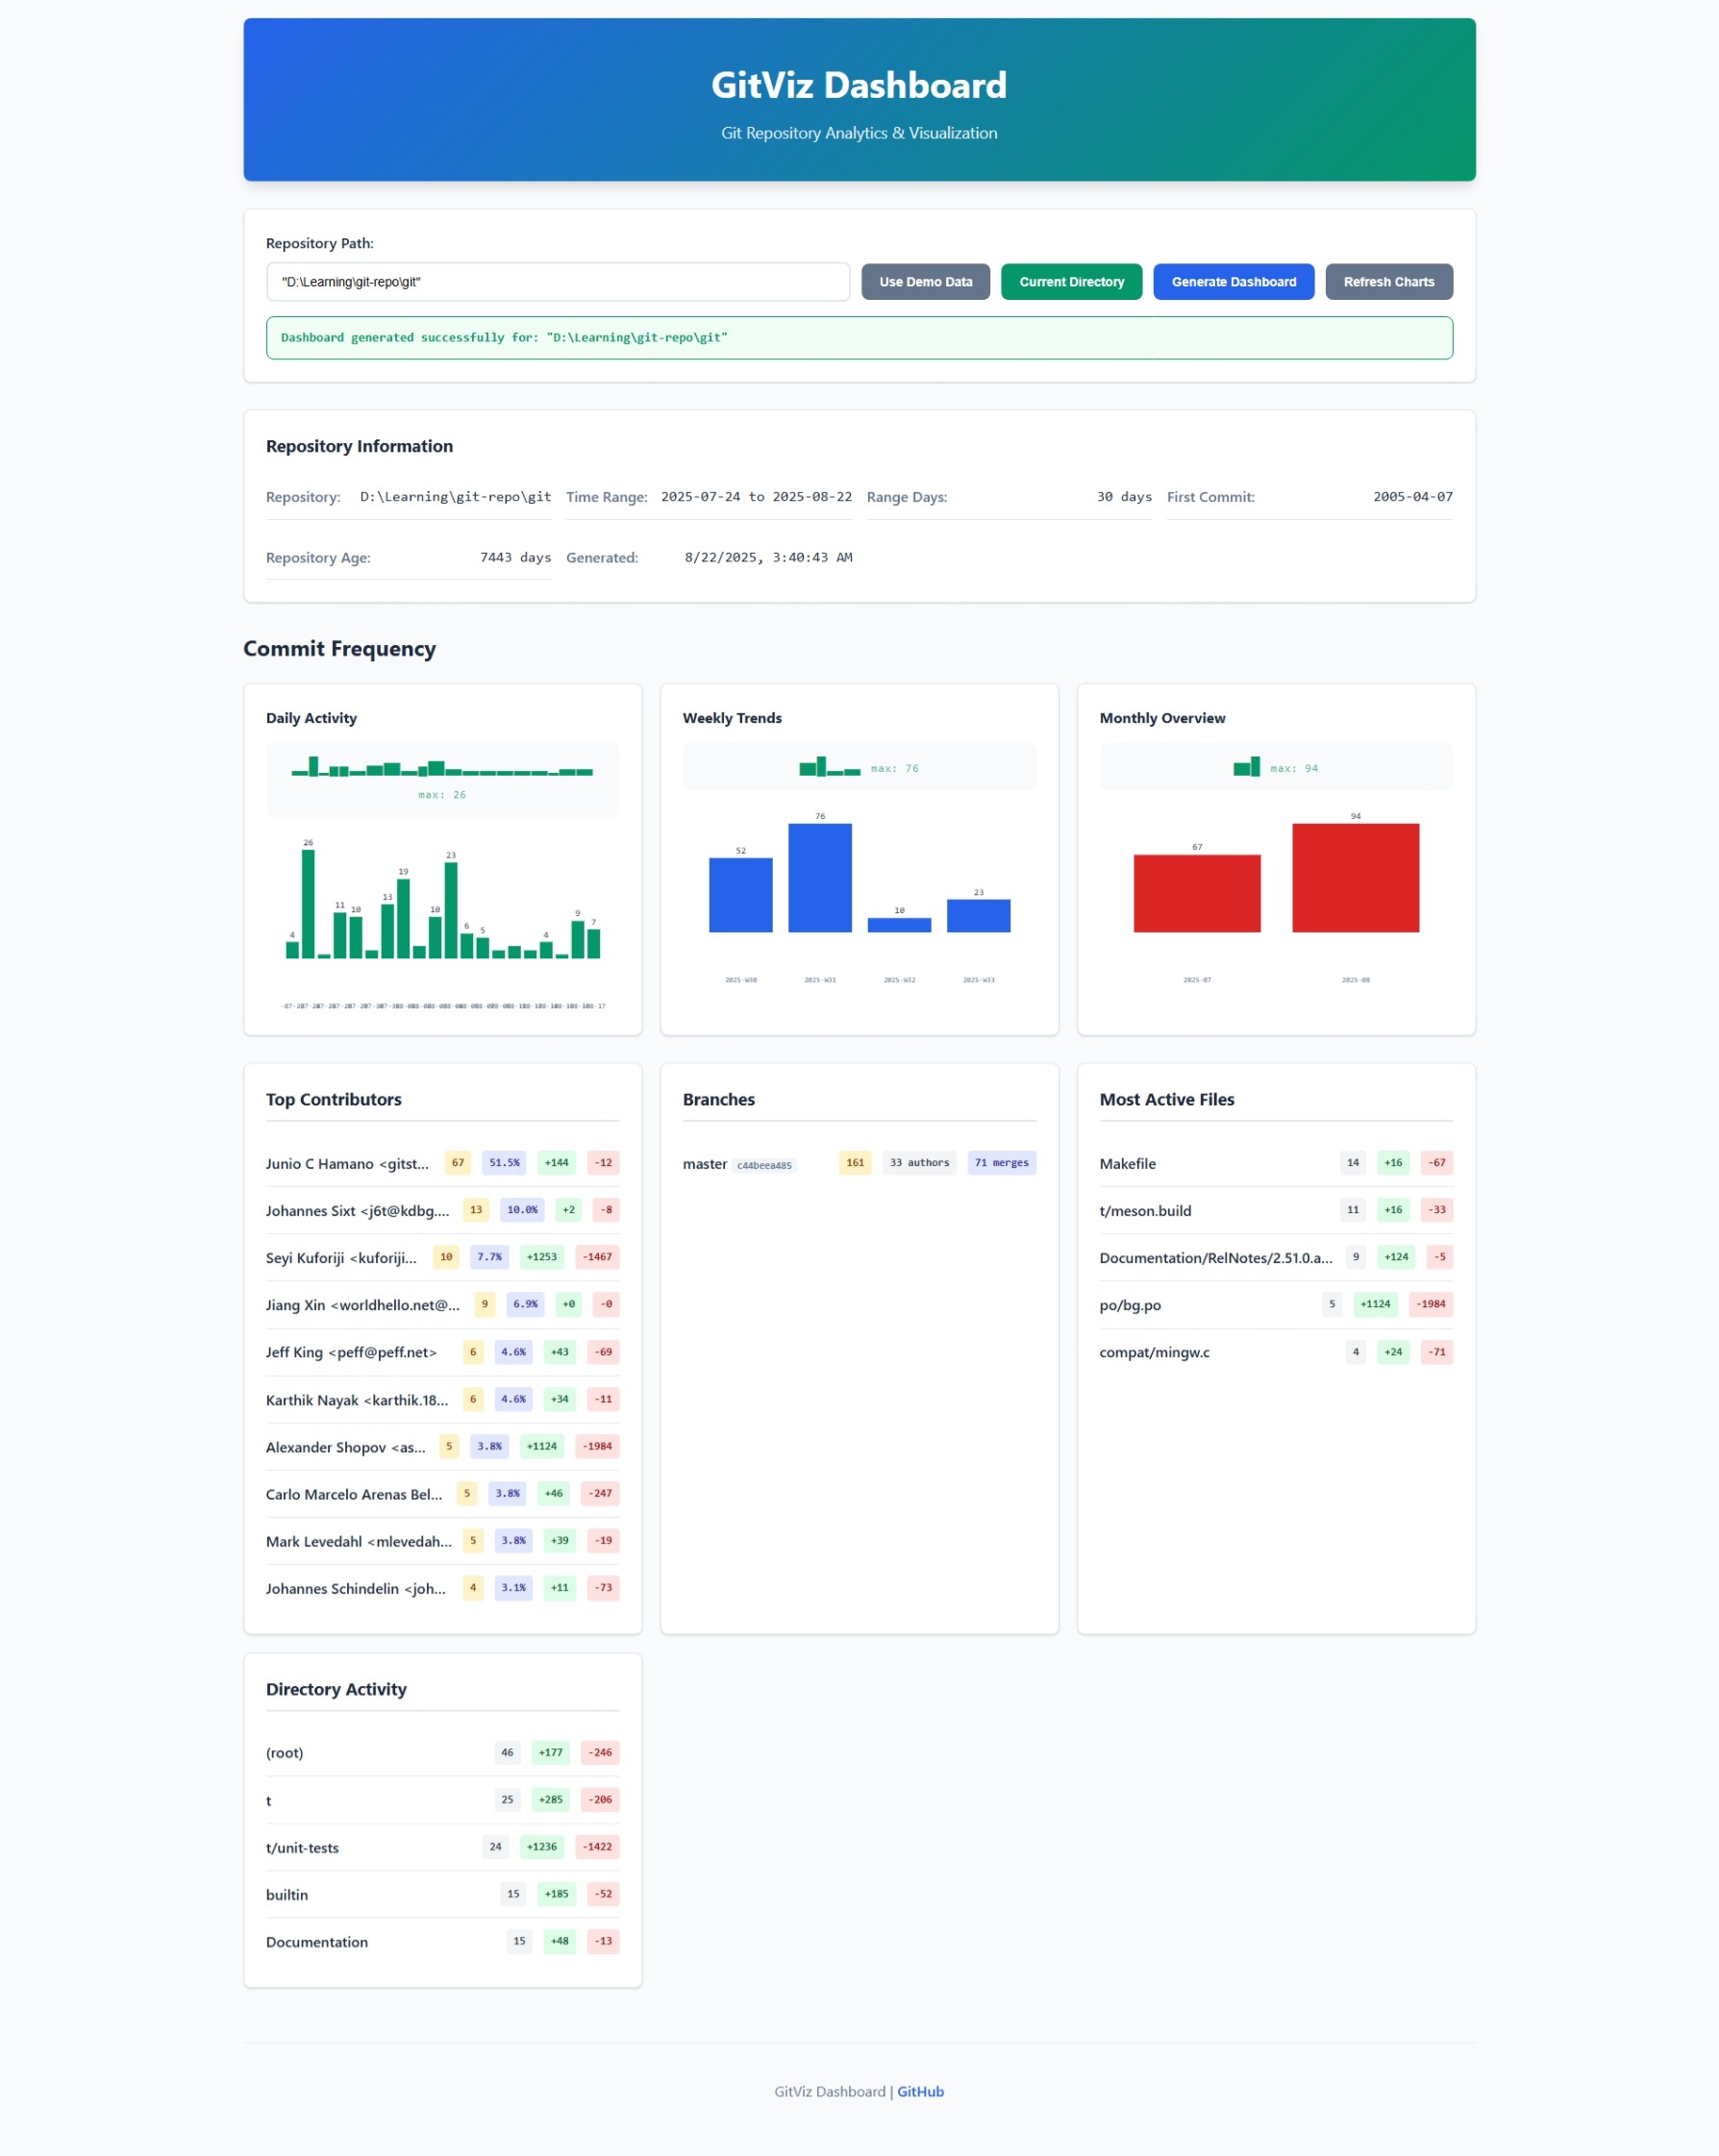 GitViz Dashboard
Git Repository Analytics & Visualization
Repository Path:
"D:\Learning\git-repo\git" Use Demo Data Current Directory Generate Dashboard Refresh Charts
Dashboard generated successfully for: "D:\Learning\git-repo\git"
Repository Information
Repository: D:\Learning\git-repo\git Time Range: 2025-07-24 to 2025-08-22 Range Days: 30 days First Commit: 2005-04-07
Repository Age: 7443 days Generated: 8/22/2025, 3:40:43 AM
Commit Frequency
Daily Activity
max: 26
4 26 11 10 13 19 10 23 6 5 4 9 7
Weekly Trends
max: 76
52 76 10 23
2025-W30 2025-W31 2025-W32 2025-W33
Monthly Overview
max: 94
67 94
2025-07 2025-08
Top Contributors
Junio C Hamano <gitst... 67 51.5% +144 -12
Johannes Sixt <j6t@kdbg.... 13 10.0% +2 -8
Seyi Kuforiji <kuforiji... 10 7.7% +1253 -1467
Jiang Xin <worldhello.net@... 9 6.9% +0 -0
Jeff King <peff@peff.net> 6 4.6% +43 -69
Karthik Nayak <karthik.18... 6 4.6% +34 -11
Alexander Shopov <as... 5 3.8% +1124 -1984
Carlo Marcelo Arenas Bel... 5 3.8% +46 -247
Mark Levedahl <mlevedah... 5 3.8% +39 -19
Johannes Schindelin <joh... 4 3.1% +11 -73
Branches
master c44beea485 161 33 authors 71 merges
Most Active Files
Makefile 14 +16 -67
t/meson.build 11 +16 -33
Documentation/RelNotes/2.51.0.a... 9 +124 -5
po/bg.po 5 +1124 -1984
compat/mingw.c 4 +24 -71
Directory Activity
(root) 46 +177 -246
t 25 +285 -206
t/unit-tests 24 +1236 -1422
builtin 15 +185 -52
Documentation 15 +48 -13
GitViz Dashboard | GitHub